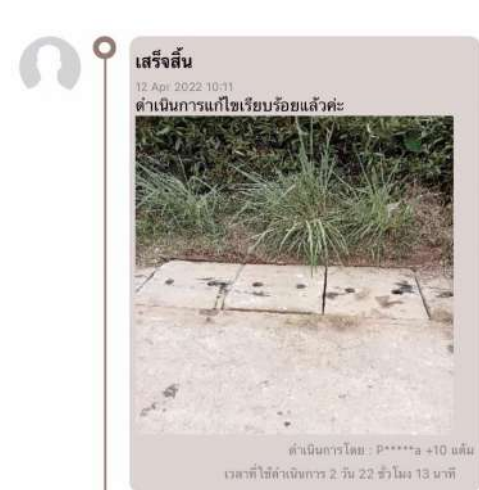 เสร็จสิ้น
12 Apr 2022 10:11
ดำเนินการแก้ไขเรียบร้อยแล้วค่ะ
ดำเนินการโดย : P*****a +10 แต้ม
เวลาที่ใช้ดำเนินการ 2 วัน 22 ชั่วโมง 13 นาที